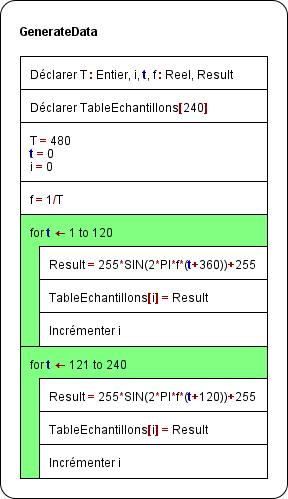 GenerateData
Déclarer T : Entier, i, t, f : Reel, Result
Déclarer TableEchantillons[240]
T = 480
t = 0
i = 0
f = 1/T
for t ← 1 to 120
Result = 255*SIN(2*PI*f*(t+360))+255
TableEchantillons[i] = Result
Incrémenter i
for t ← 121 to 240
Result = 255*SIN(2*PI*f*(t+120))+255
TableEchantillons[i] = Result
Incrémenter i